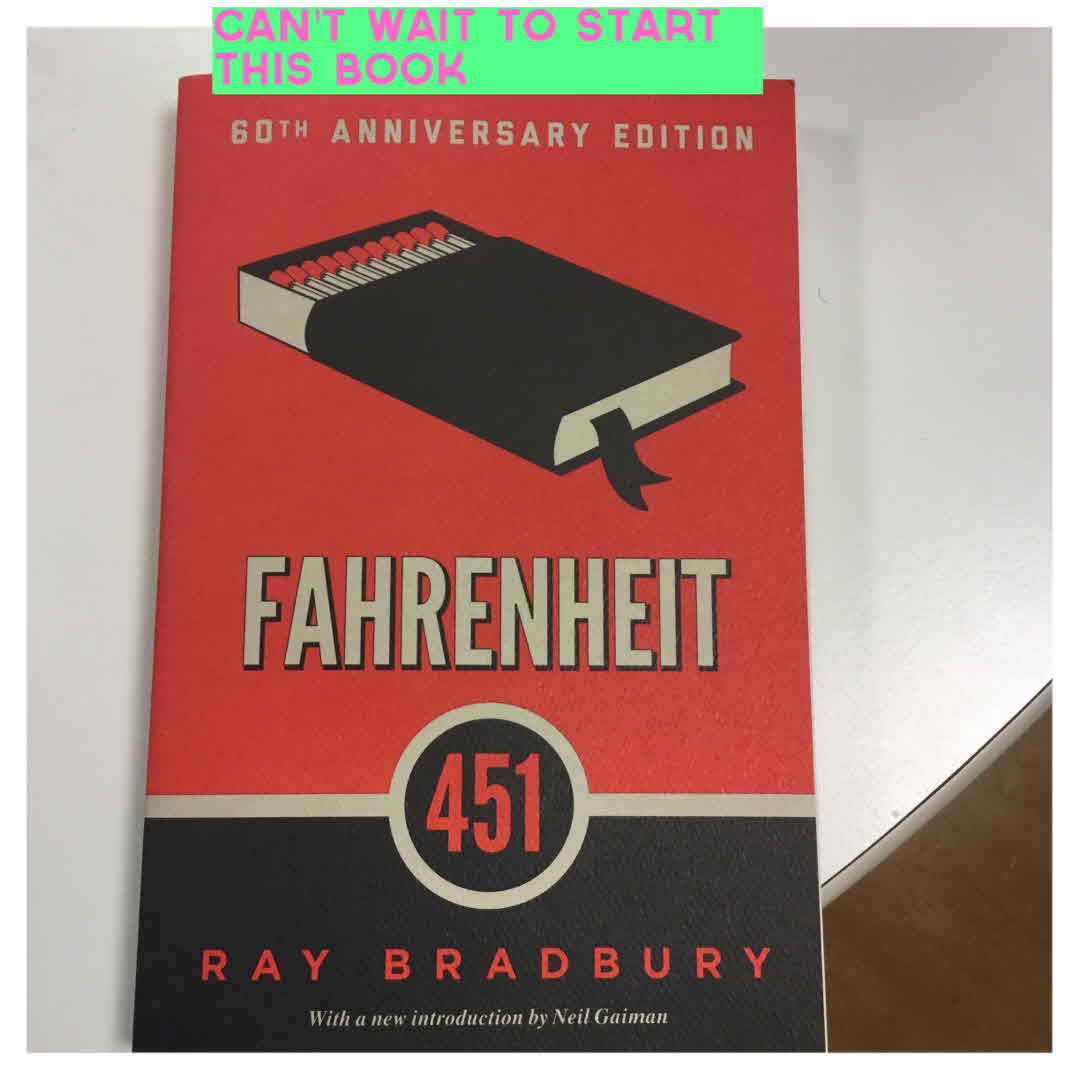 CAN'T WAIT TO START
THIS BOOK
60TH ANNIVERSARY EDITION
FAHRENHEIT
451
RAY BRADBURY
With a new introduction by Neil Gaiman